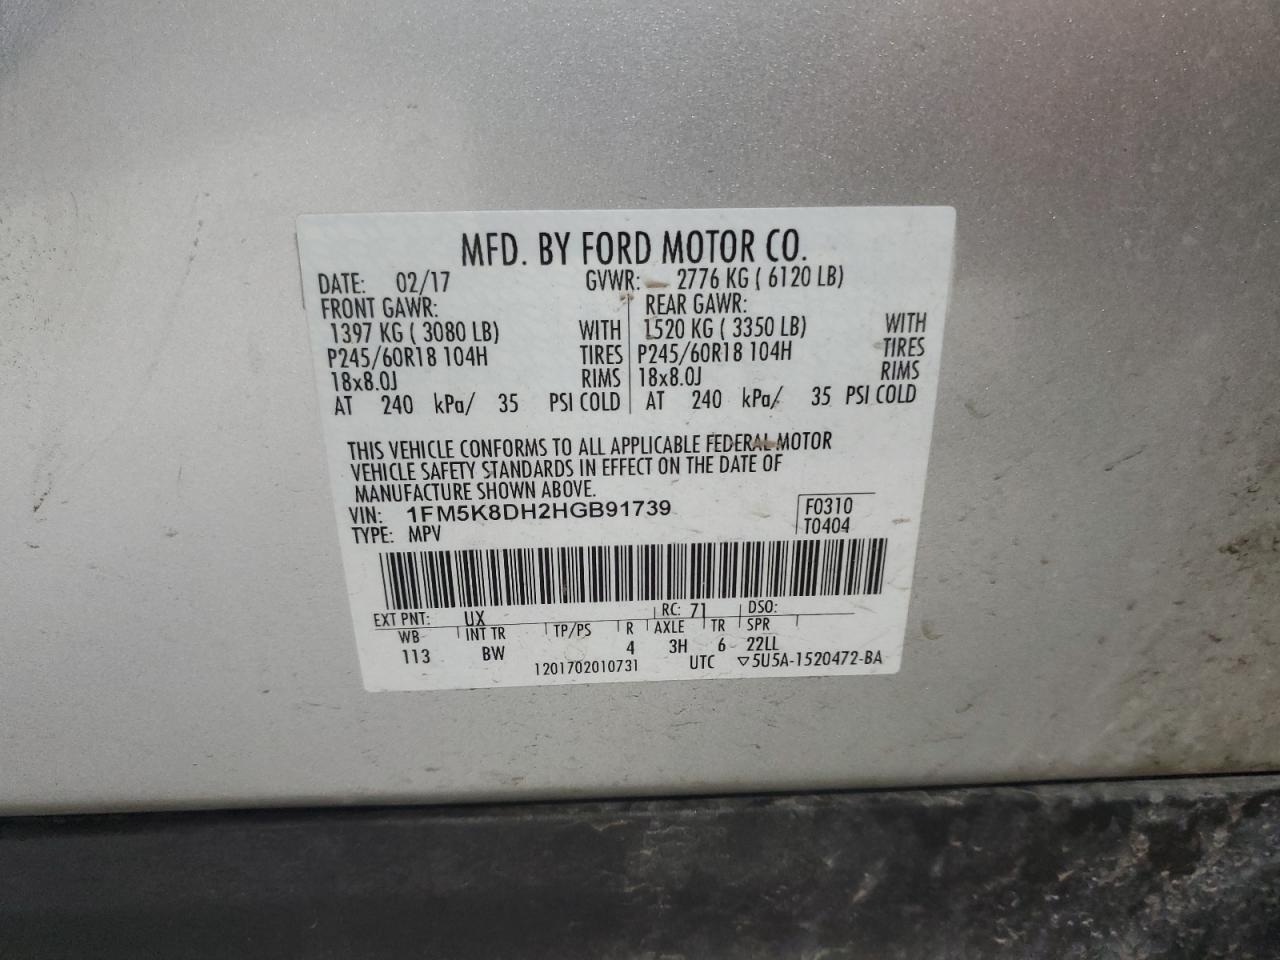 MFD. BY FORD MOTOR CO.
DATE: 02/17 GVWR: 2776 KG ( 6120 LB)
FRONT GAWR: REAR GAWR:
1397 KG ( 3080 LB) WITH 1520 KG ( 3350 LB) WITH
P245/60R18 104H TIRES P245/60R18 104H TIRES
18x8.0J RIMS 18x8.0J RIMS
AT 240 kPa/ 35 PSI COLD AT 240 kPa/ 35 PSI COLD
THIS VEHICLE CONFORMS TO ALL APPLICABLE FEDERAL MOTOR
VEHICLE SAFETY STANDARDS IN EFFECT ON THE DATE OF
MANUFACTURE SHOWN ABOVE.
VIN: 1FM5K8DH2HGB91739 F0310
TYPE: MPV T0404
EXT PNT: UX RC: 71 DSO:
WB INT TR TP/PS R AXLE TR SPR
113 BW 4 3H 6 22LL
1201702010731 UTC ▽5U5A-1520472-BA